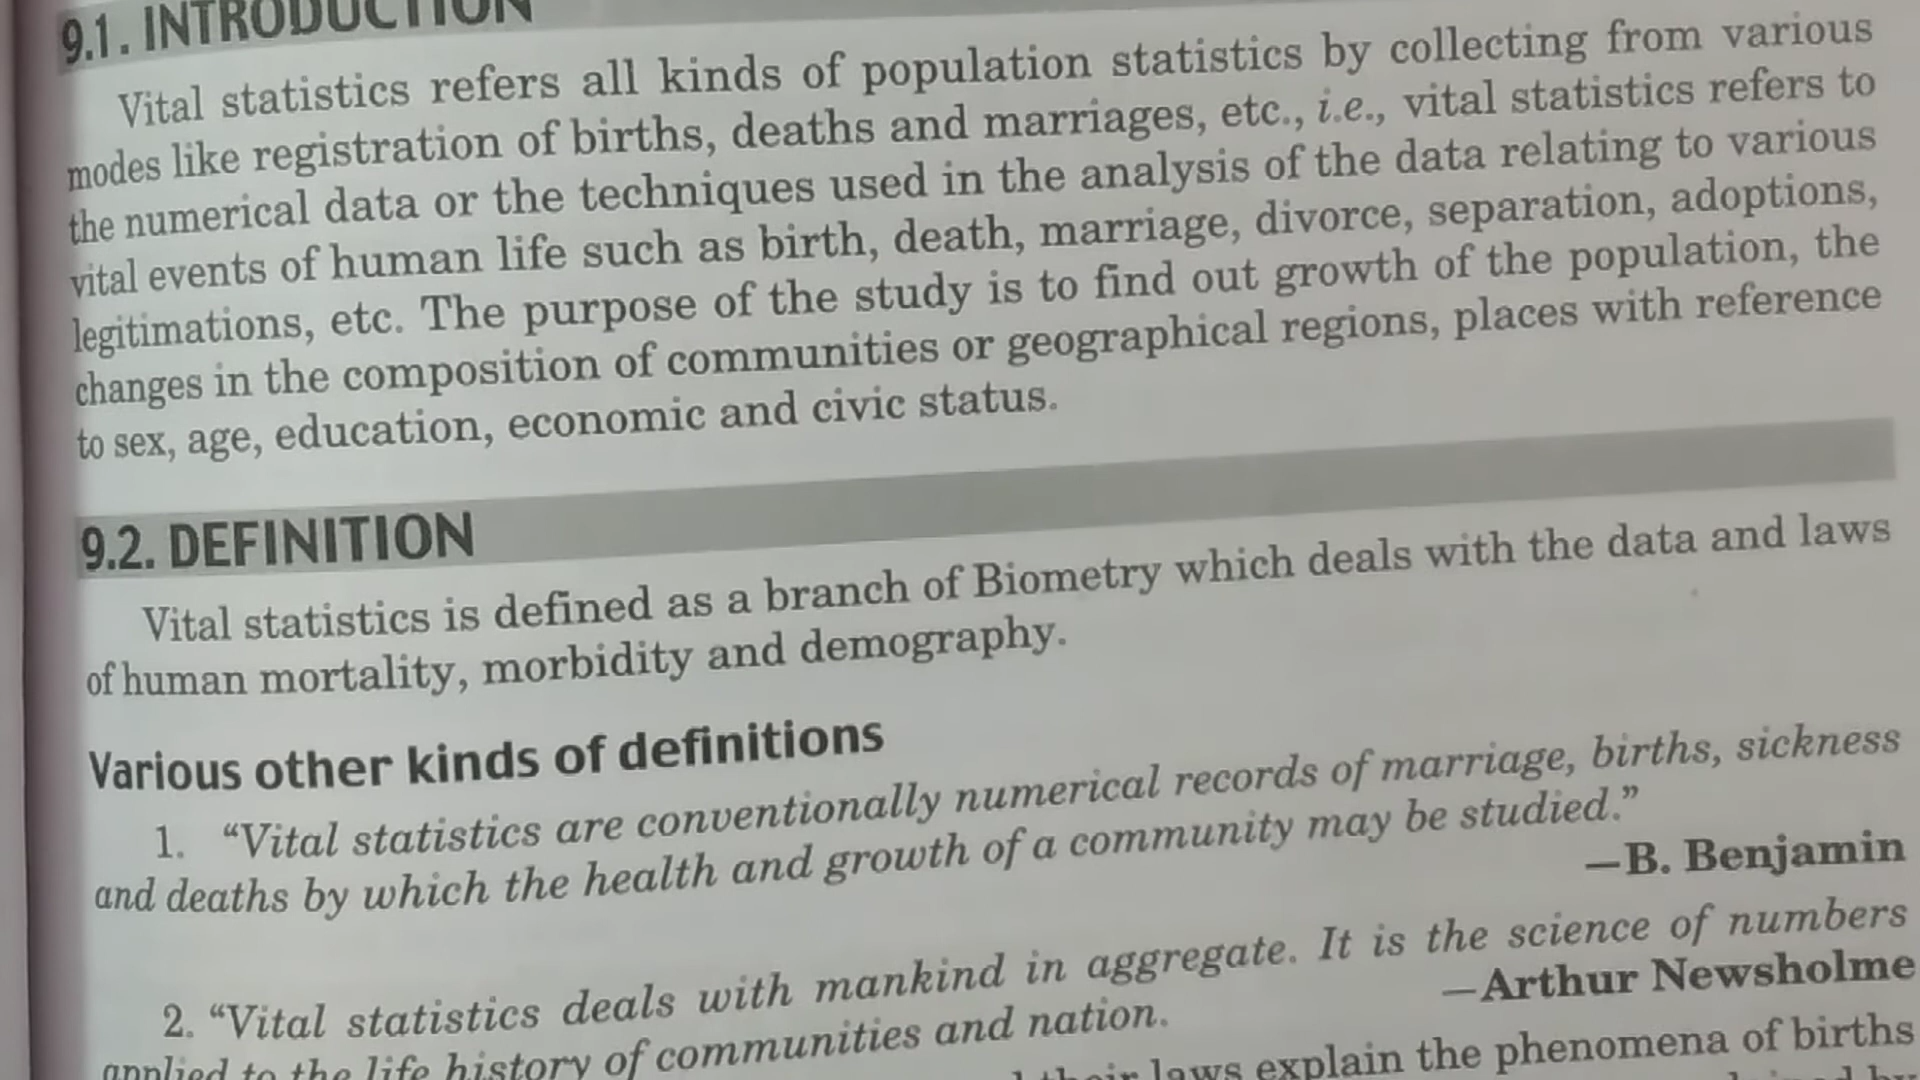 9.1. INTRODUCTION
Vital statistics refers all kinds of population statistics by collecting from various
modes like registration of births, deaths and marriages, etc., i.e., vital statistics refers to
the numerical data or the techniques used in the analysis of the data relating to various
vital events of human life such as birth, death, marriage, divorce, separation, adoptions,
legitimations, etc. The purpose of the study is to find out growth of the population, the
changes in the composition of communities or geographical regions, places with reference
to sex, age, education, economic and civic status.
9.2. DEFINITION
Vital statistics is defined as a branch of Biometry which deals with the data and laws
of human mortality, morbidity and demography.
Various other kinds of definitions
1. “Vital statistics are conventionally numerical records of marriage, births, sickness
and deaths by which the health and growth of a community may be studied.”
—B. Benjamin
2. “Vital statistics deals with mankind in aggregate. It is the science of numbers
applied to the life history of communities and nation.
—Arthur Newsholme
their laws explain the phenomena of births